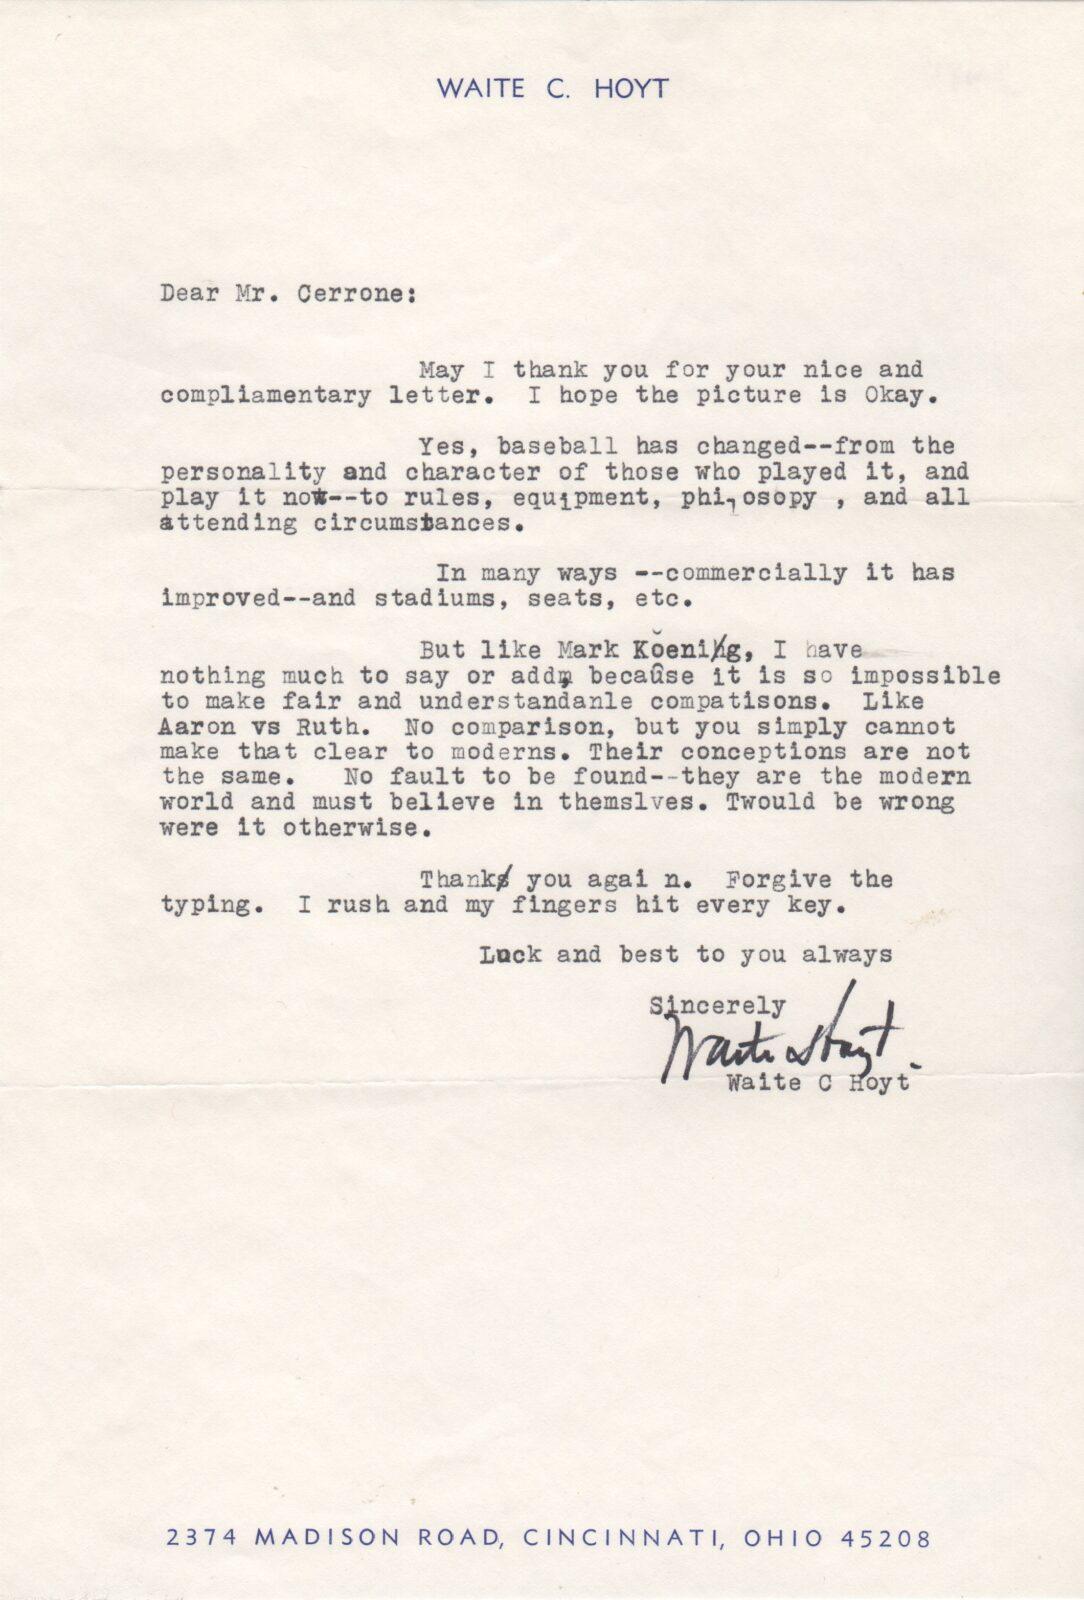 WAITE C. HOYT
Dear Mr. Cerrone:
May I thank you for your nice and
compliamentary letter. I hope the picture is Okay.
Yes, baseball has changed--from the
personality and character of those who played it, and
play it now--to rules, equipment, philosopy , and all
attending circumstances.
In many ways --commercially it has
improved--and stadiums, seats, etc.
But like Mark Koenig, I have
nothing much to say or add, because it is so impossible
to make fair and understandanle compatisons. Like
Aaron vs Ruth. No comparison, but you simply cannot
make that clear to moderns. Their conceptions are not
the same. No fault to be found--they are the modern
world and must believe in themslves. Twould be wrong
were it otherwise.
Thank you agai n. Forgive the
typing. I rush and my fingers hit every key.
Luck and best to you always
Sincerely
Waite Hoyt.
Waite C Hoyt
2374 MADISON ROAD, CINCINNATI, OHIO 45208